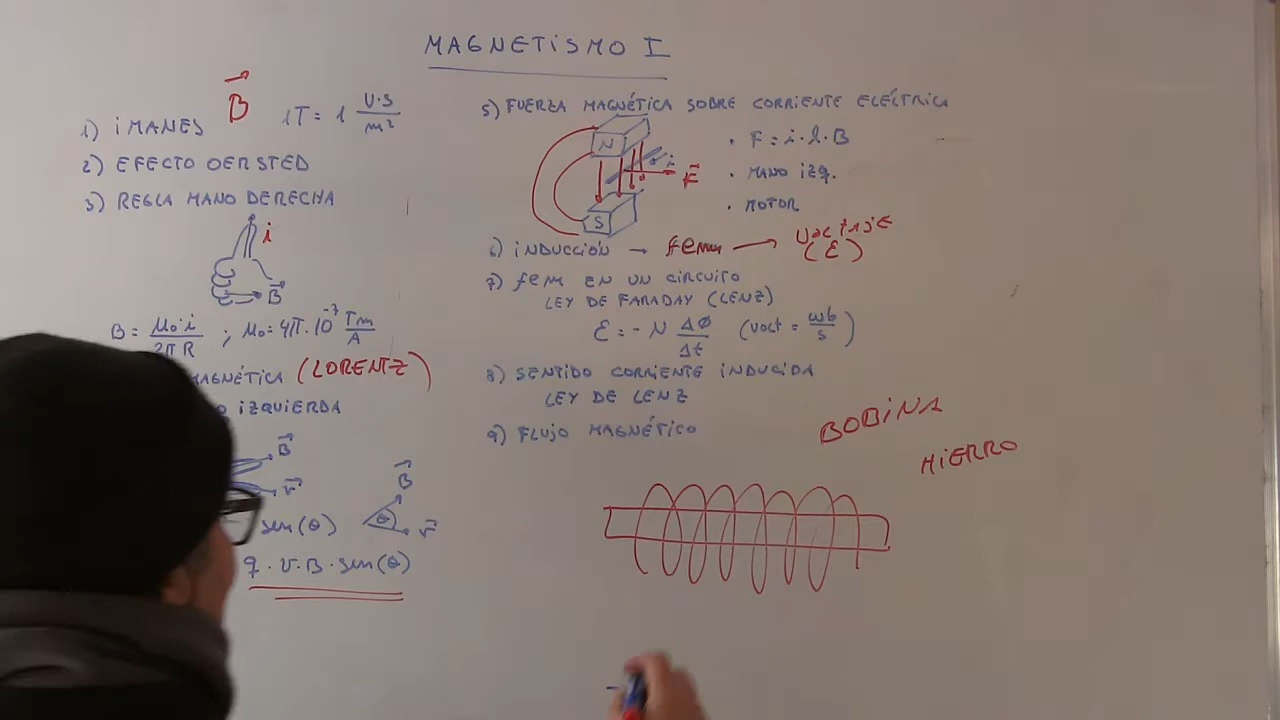 MAGNETISMO I
1) IMANES B 1T = 1 V·S/m²
2) EFECTO OERSTED
3) REGLA MANO DERECHA
i
B
B = μ₀·i/2πR ; μ₀ = 4π·10⁻⁷ Tm/A
MAGNÉTICA (LORENTZ)
IZQUIERDA
B
v
sen(θ)
B
θ
v
q·v·B·sen(θ)
5) FUERZA MAGNÉTICA SOBRE CORRIENTE ELÉCTRICA
N
i
F
S
· F = i·l·B
· MANO IZQ.
· MOTOR
6) INDUCCIÓN → fem → VOLTAJE
(ε)
7) fem EN UN CIRCUITO
LEY DE FARADAY (LENZ)
ε = - N Δφ/Δt (volt = wb/s)
8) SENTIDO CORRIENTE INDUCIDA
LEY DE LENZ
9) FLUJO MAGNÉTICO
BOBINA
HIERRO